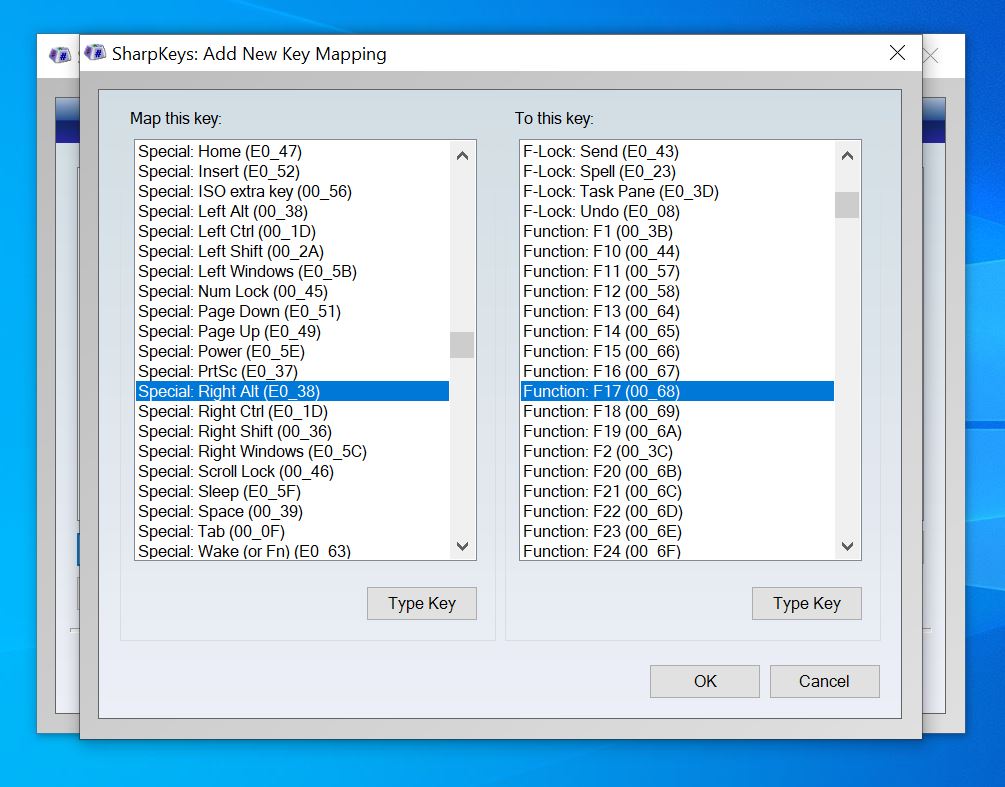 SharpKeys: Add New Key Mapping
Map this key:
Special: Home (E0_47)
Special: Insert (E0_52)
Special: ISO extra key (00_56)
Special: Left Alt (00_38)
Special: Left Ctrl (00_1D)
Special: Left Shift (00_2A)
Special: Left Windows (E0_5B)
Special: Num Lock (00_45)
Special: Page Down (E0_51)
Special: Page Up (E0_49)
Special: Power (E0_5E)
Special: PrtSc (E0_37)
Special: Right Alt (E0_38)
Special: Right Ctrl (E0_1D)
Special: Right Shift (00_36)
Special: Right Windows (E0_5C)
Special: Scroll Lock (00_46)
Special: Sleep (E0_5F)
Special: Space (00_39)
Special: Tab (00_0F)
Special: Wake (or Fn) (E0_63)
Type Key
To this key:
F-Lock: Send (E0_43)
F-Lock: Spell (E0_23)
F-Lock: Task Pane (E0_3D)
F-Lock: Undo (E0_08)
Function: F1 (00_3B)
Function: F10 (00_44)
Function: F11 (00_57)
Function: F12 (00_58)
Function: F13 (00_64)
Function: F14 (00_65)
Function: F15 (00_66)
Function: F16 (00_67)
Function: F17 (00_68)
Function: F18 (00_69)
Function: F19 (00_6A)
Function: F2 (00_3C)
Function: F20 (00_6B)
Function: F21 (00_6C)
Function: F22 (00_6D)
Function: F23 (00_6E)
Function: F24 (00_6F)
Type Key
OK
Cancel